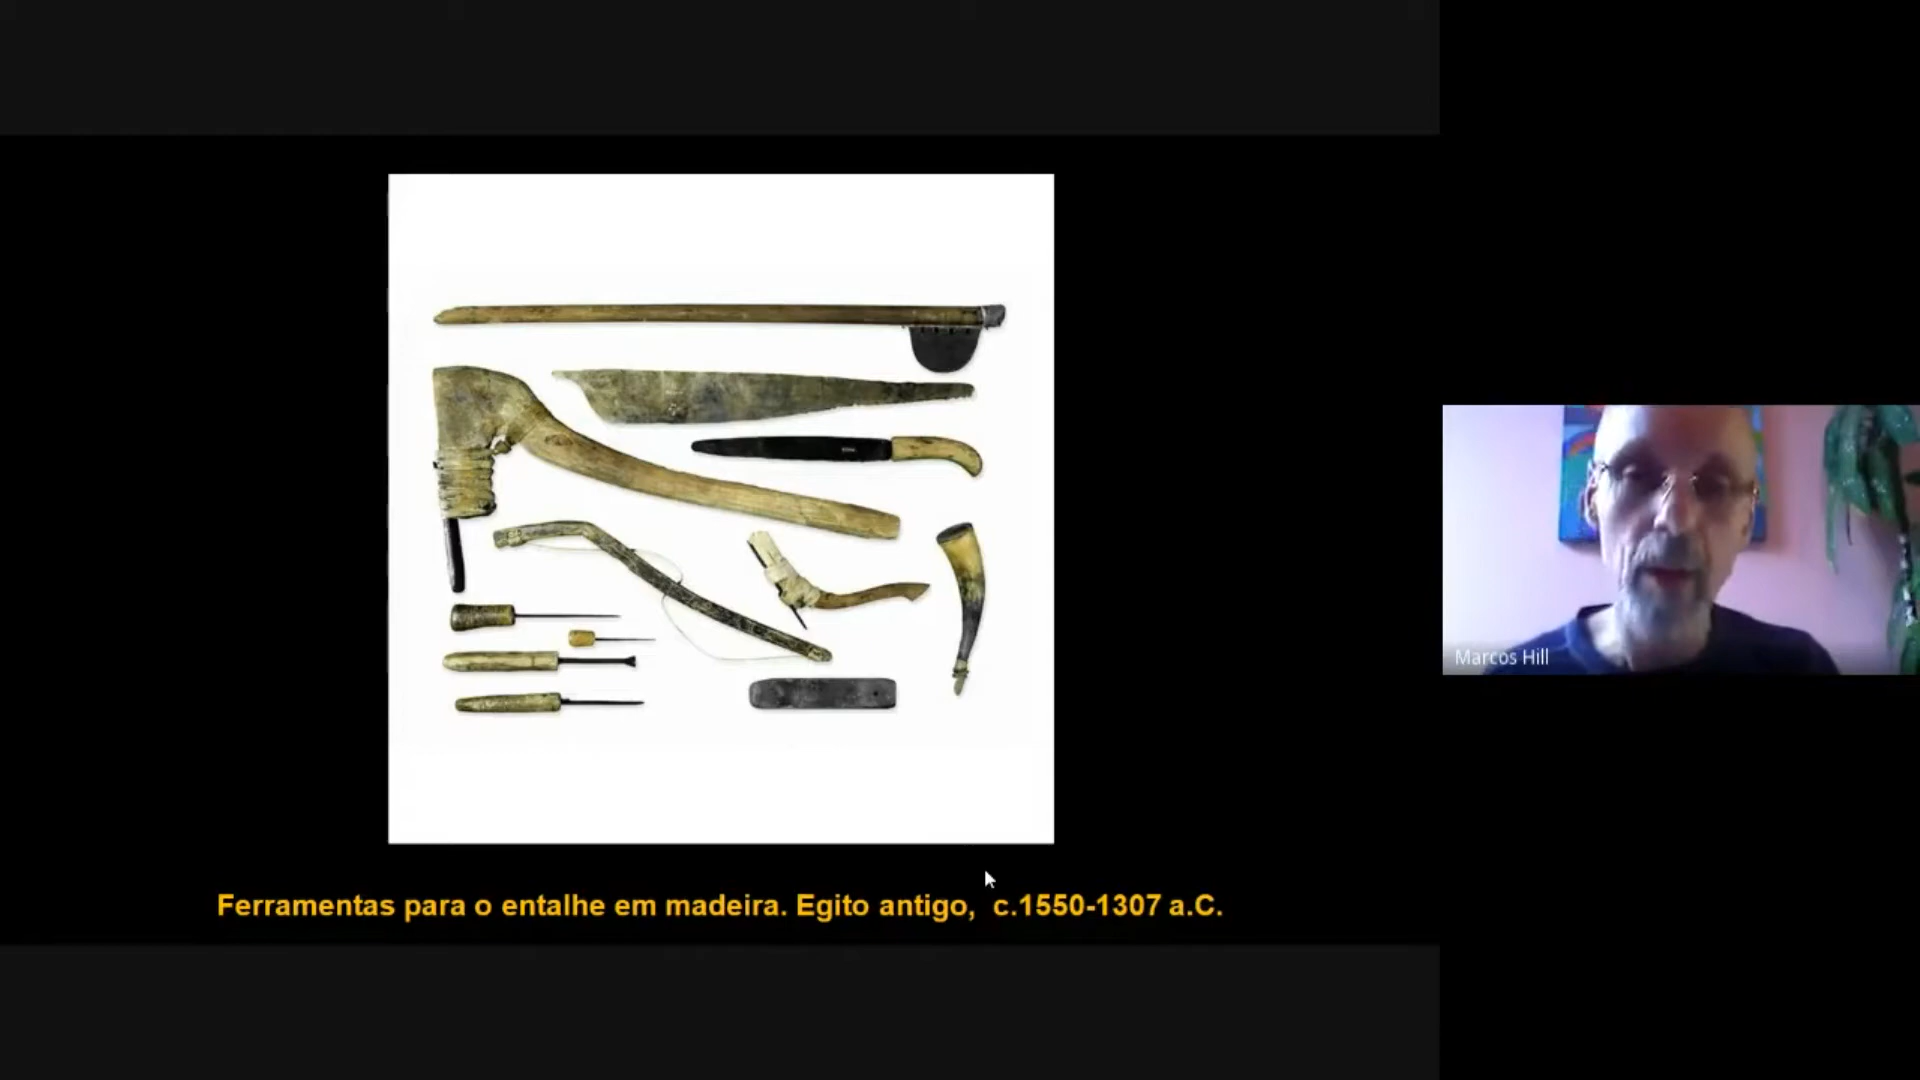 Ferramentas para o entalhe em madeira. Egito antigo,  c.1550-1307 a.C.
Marcos Hill